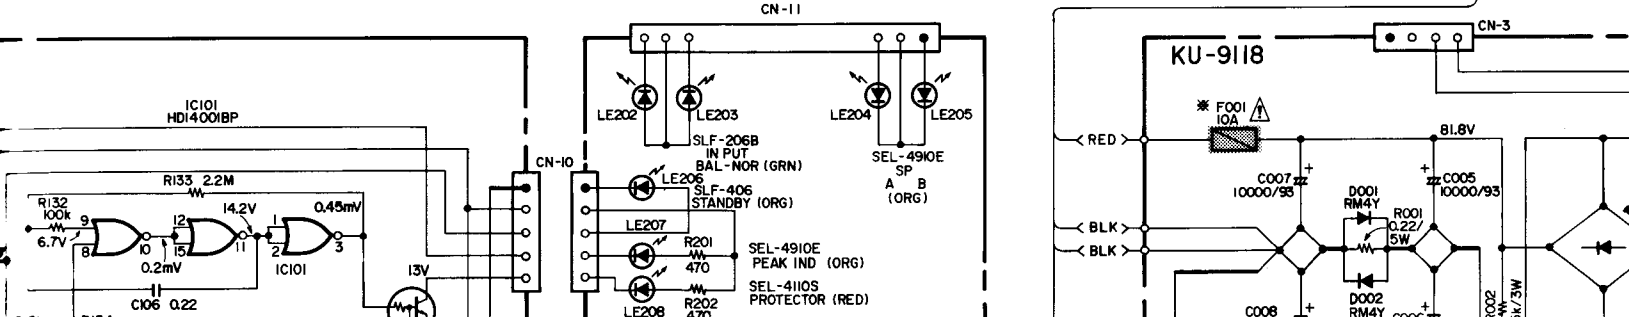 CN-11
CN-3
KU-9118
LE202
LE203
LE204
LE205
IC101
HD14001BP
※ F001
10A
RED
81.8V
SLF-206B
IN PUT
BAL-NOR (GRN)
SEL-4910E
SP
A B
(ORG)
CN-10
R133 2.2M
LE206
SLF-406
STANDBY (ORG)
C007
10000/93
D001
RM4Y
C005
10000/93
R132
100k
9
6.7V
8
10
0.2mV
12
15
14.2V
11
1
2
0.45mV
3
IC101
LE207
R201
470
SEL-4910E
PEAK IND (ORG)
BLK
BLK
R001
0.22/
5W
13V
C106 0.22
LE208
R202
470
SEL-4110S
PROTECTOR (RED)
C008
D002
RM4Y
R002